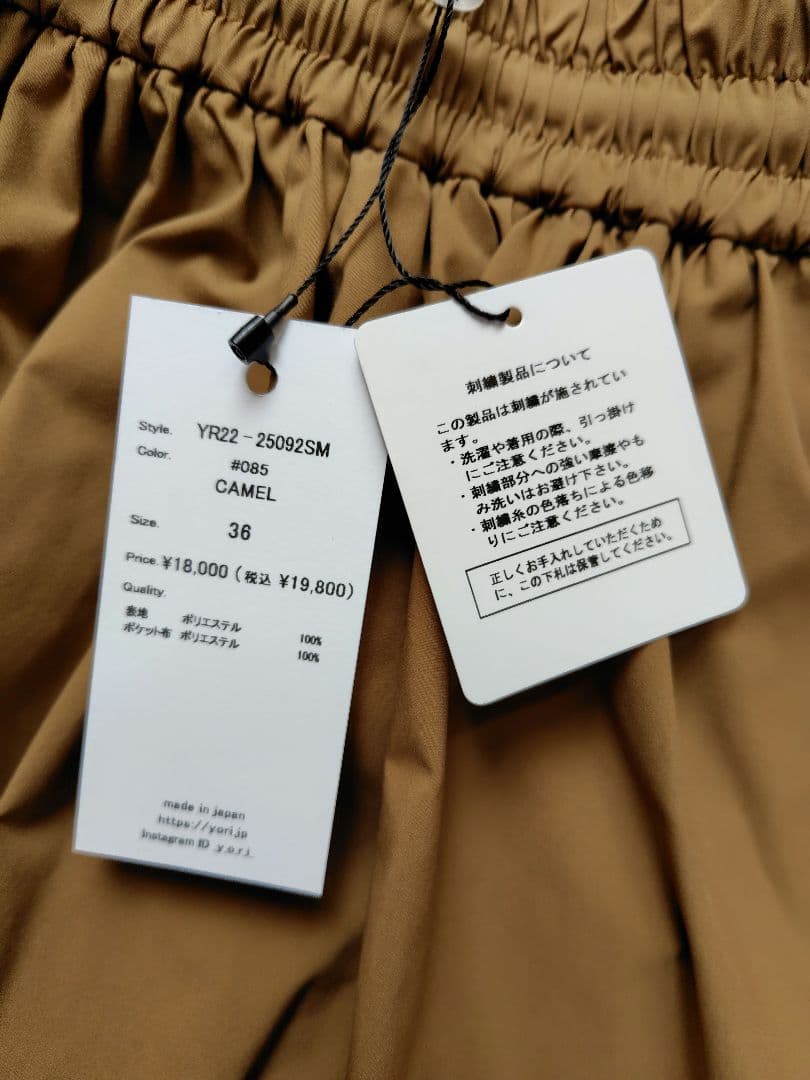 Style. YR22-25092SM
Color. #085
CAMEL
Size. 36
Price. ¥18,000 (税込 ¥19,800)
Quality.
表地 ポリエステル 100%
ポケット布 ポリエステル 100%
made in japan
https://yori.jp
instagram ID y.o.r.i
刺繍製品について
この製品は刺繍が施されてい
ます。
・洗濯や着用の際、引っ掛け
にご注意ください。
・刺繍部分への強い摩擦やも
み洗いはお避け下さい。
・刺繍糸の色落ちによる色移
りにご注意ください。
正しくお手入れしていただくため
に、この下札は保管してください。